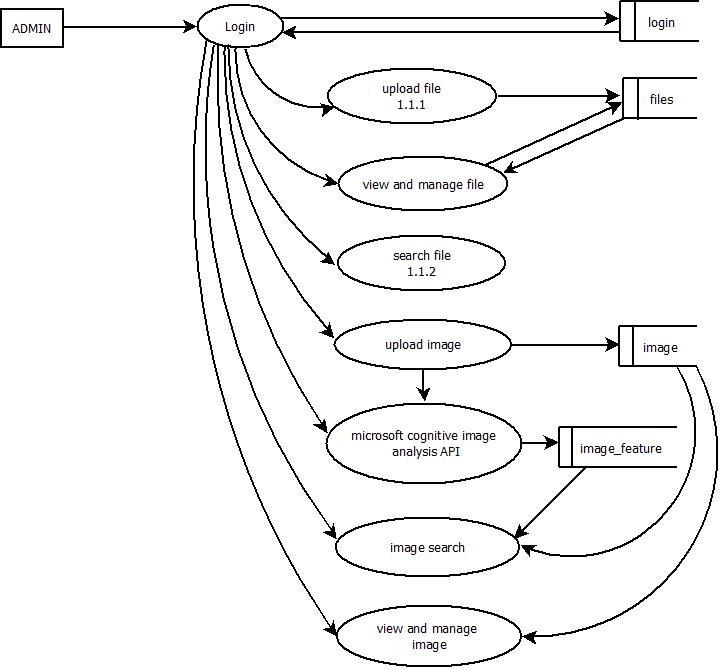 ADMIN
Login
login
upload file
1.1.1
files
view and manage file
search file
1.1.2
upload image
image
microsoft cognitive image
analysis API
image_feature
image search
view and manage
image